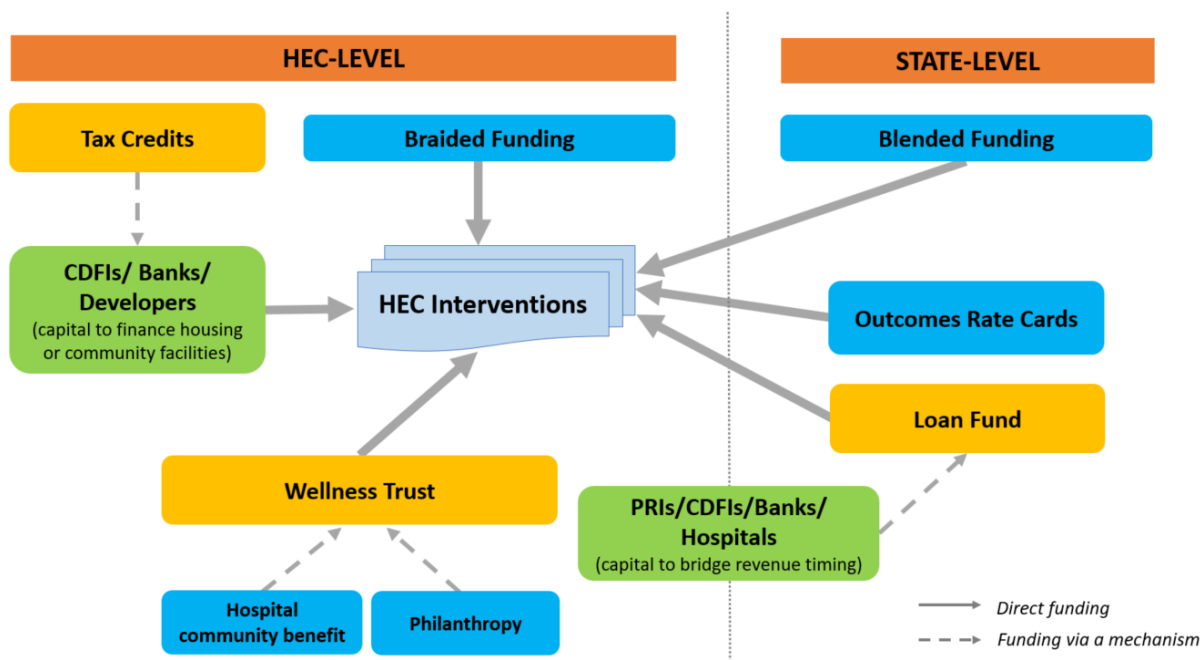 HEC-LEVEL
STATE-LEVEL
Tax Credits
Braided Funding
Blended Funding
CDFIs/ Banks/
Developers
(capital to finance housing
or community facilities)
HEC Interventions
Outcomes Rate Cards
Loan Fund
Wellness Trust
PRIs/CDFIs/Banks/
Hospitals
(capital to bridge revenue timing)
Hospital
community benefit
Philanthropy
Direct funding
Funding via a mechanism